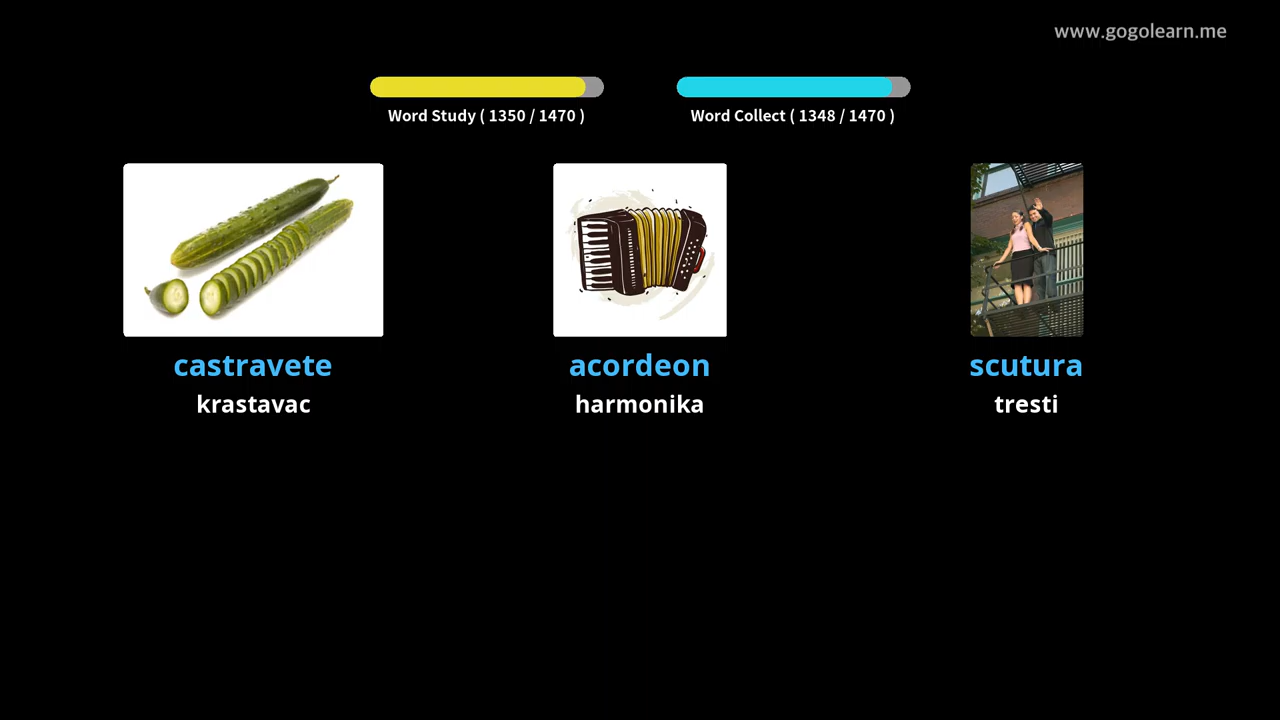 www.gogolearn.me
Word Study ( 1350 / 1470 )
Word Collect ( 1348 / 1470 )
castravete
krastavac
acordeon
harmonika
scutura
tresti